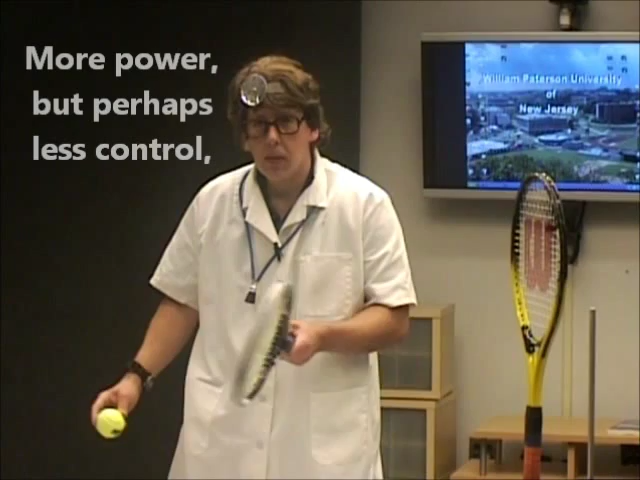 More power,
but perhaps
less control,
William Paterson University
of
New Jersey
W